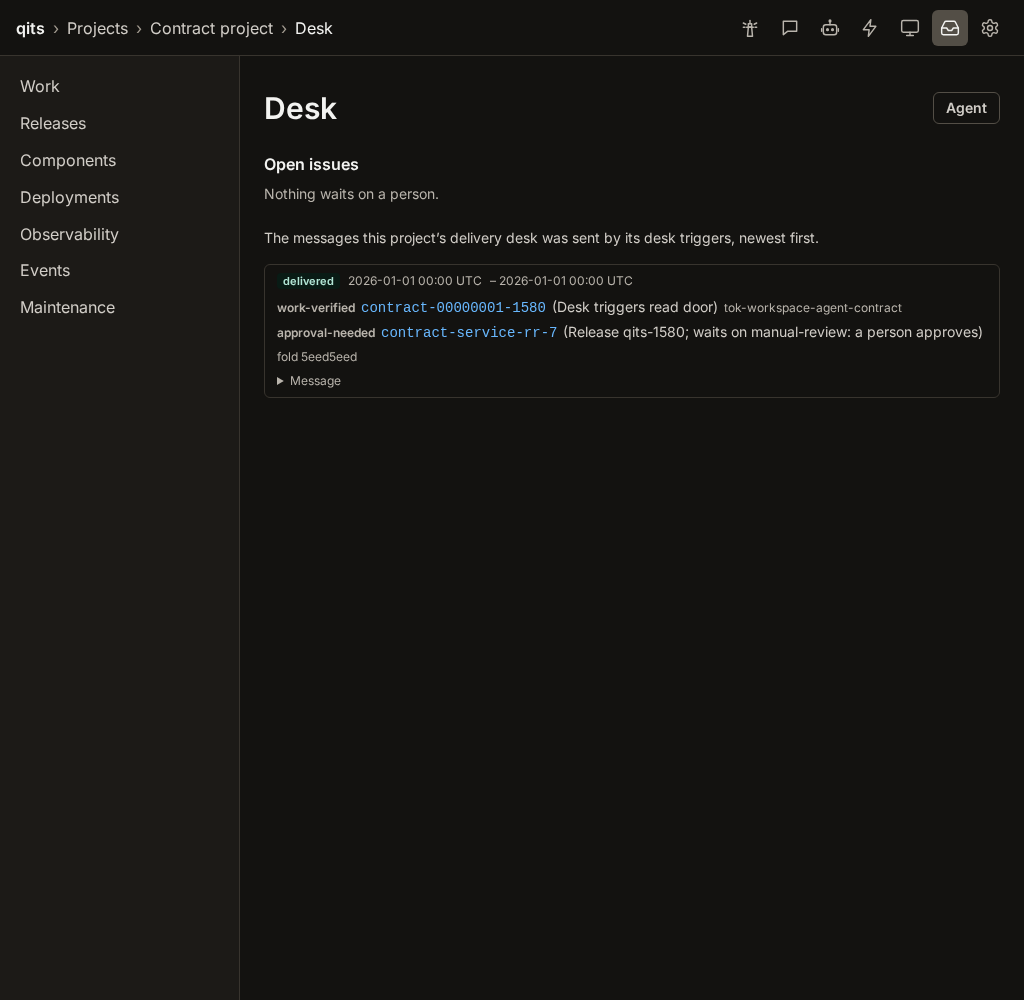 qits › Projects › Contract project › Desk
Work
Releases
Components
Deployments
Observability
Events
Maintenance
Desk
Agent
Open issues
Nothing waits on a person.
The messages this project’s delivery desk was sent by its desk triggers, newest first.
delivered 2026-01-01 00:00 UTC – 2026-01-01 00:00 UTC
work-verified contract-00000001-1580 (Desk triggers read door) tok-workspace-agent-contract
approval-needed contract-service-rr-7 (Release qits-1580; waits on manual-review: a person approves)
fold 5eed5eed
Message